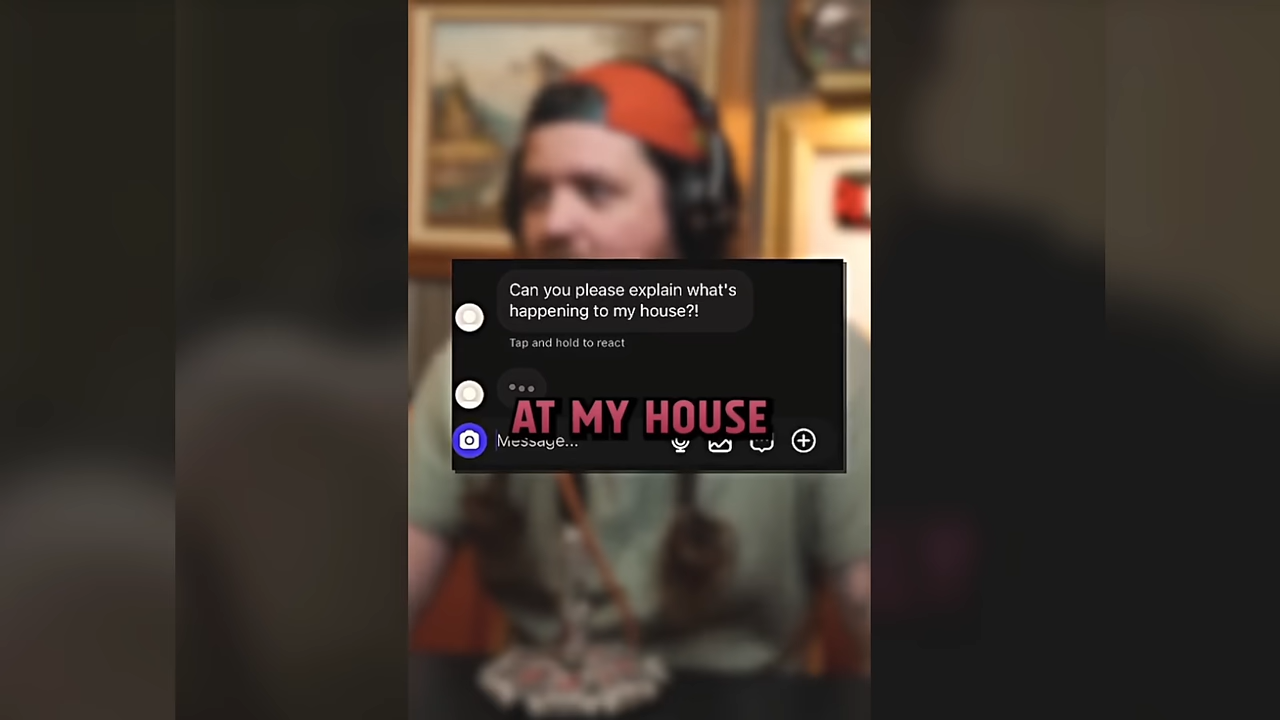 Can you please explain what's
happening to my house?!
Tap and hold to react
AT MY HOUSE
Message...